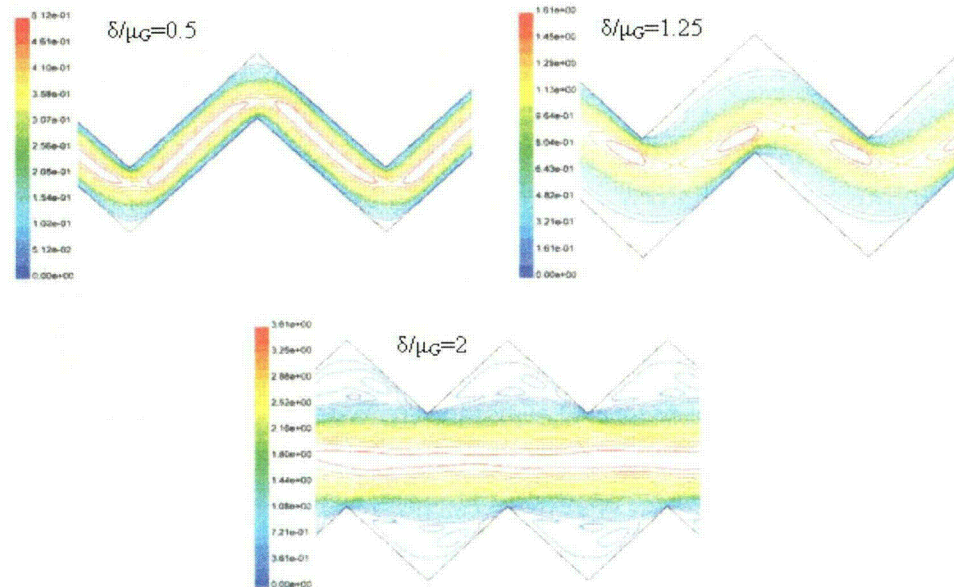 δ/μG=0.5
5.12e-01
4.61e-01
4.10e-01
3.58e-01
3.07e-01
2.56e-01
2.05e-01
1.54e-01
1.02e-01
5.12e-02
0.00e+00
δ/μG=1.25
1.61e+00
1.45e+00
1.29e+00
1.13e+00
9.64e-01
8.04e-01
6.43e-01
4.82e-01
3.21e-01
1.61e-01
0.00e+00
δ/μG=2
3.61e+00
3.25e+00
2.88e+00
2.52e+00
2.16e+00
1.80e+00
1.44e+00
1.08e+00
7.21e-01
3.61e-01
0.00e+00